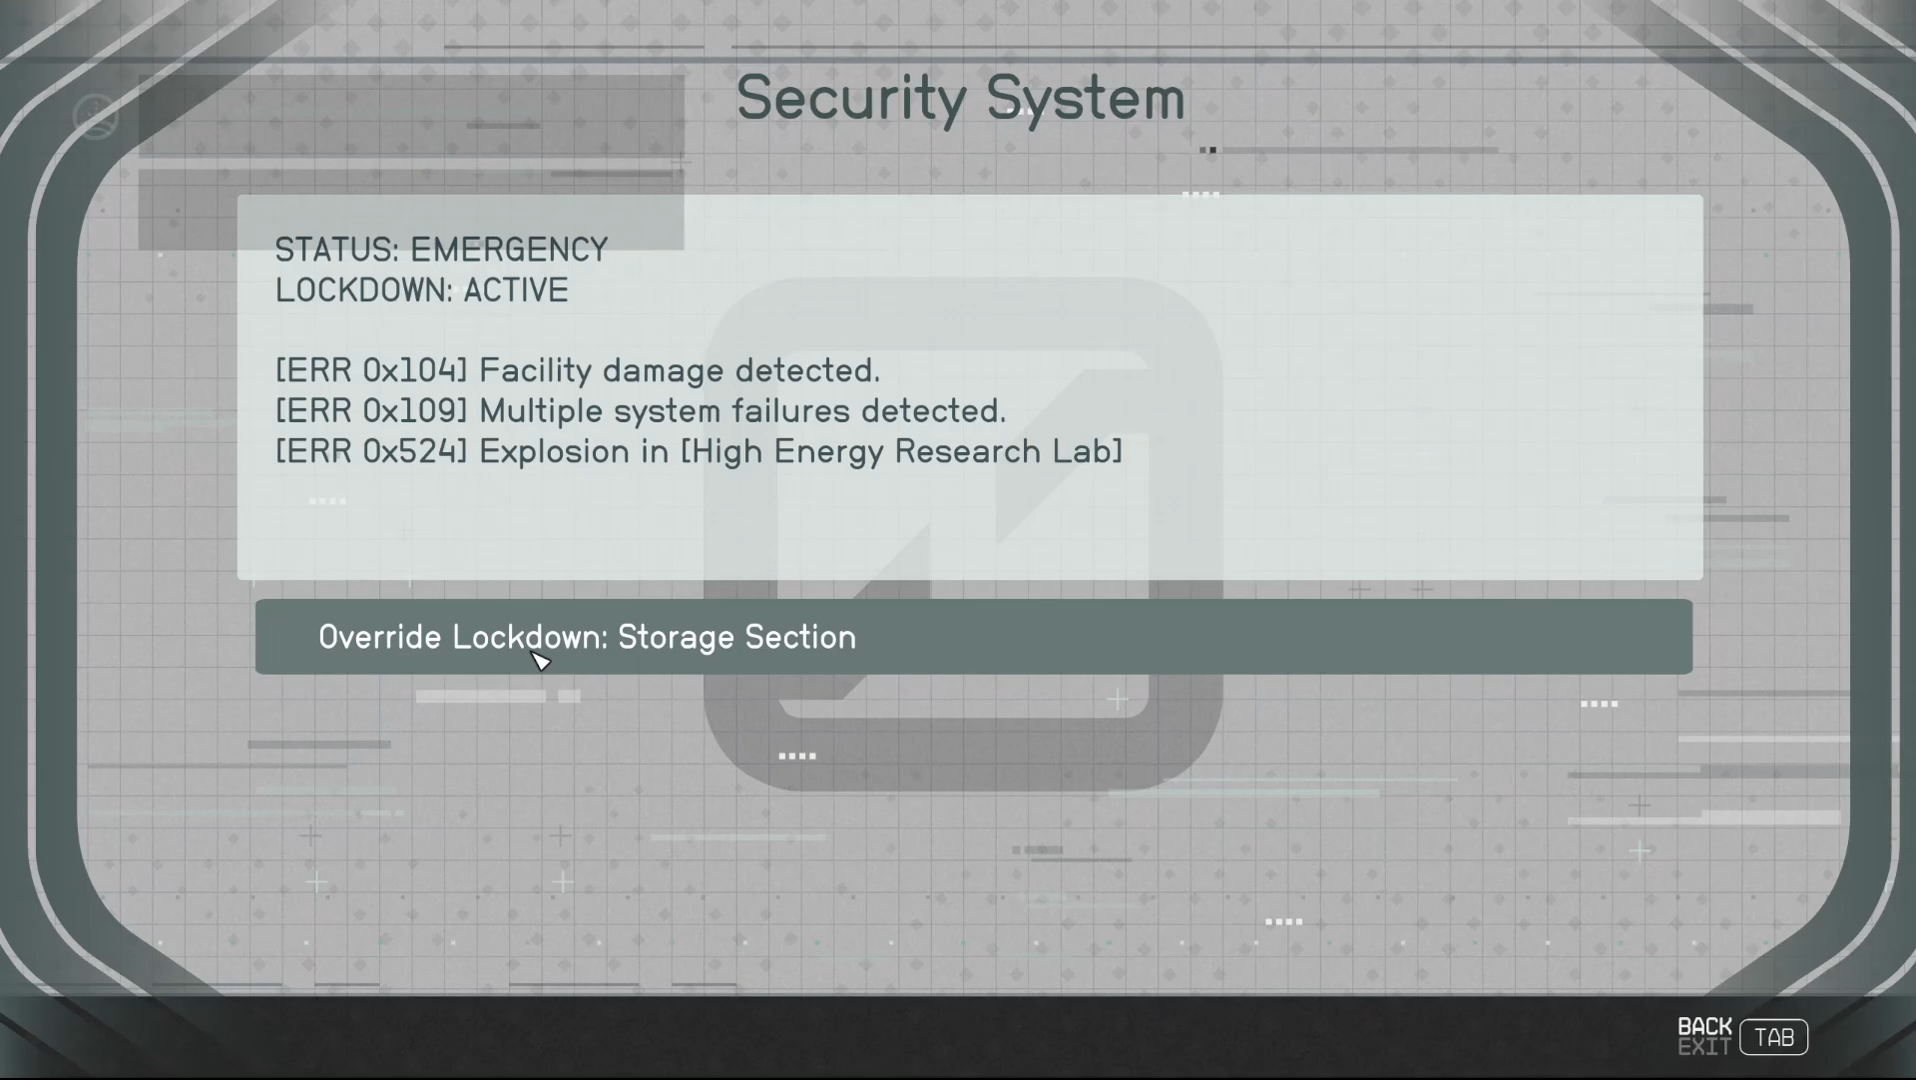 Security System
STATUS: EMERGENCY
LOCKDOWN: ACTIVE
[ERR 0x104] Facility damage detected.
[ERR 0x109] Multiple system failures detected.
[ERR 0x524] Explosion in [High Energy Research Lab]
Override Lockdown: Storage Section
BACK
EXIT
TAB